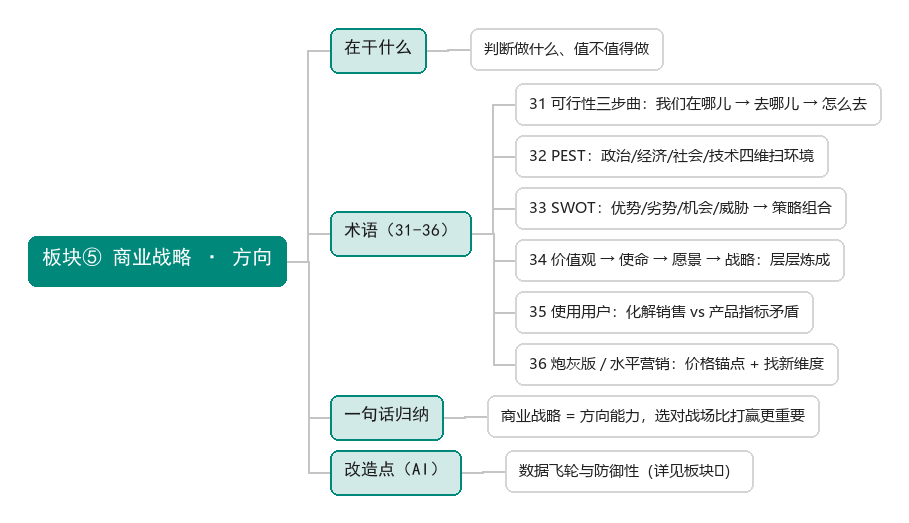 板块⑤ 商业战略 · 方向
在干什么
判断做什么、值不值得做
术语（31-36）
31 可行性三步曲：我们在哪儿 → 去哪儿 → 怎么去
32 PEST：政治/经济/社会/技术四维扫环境
33 SWOT：优势/劣势/机会/威胁 → 策略组合
34 价值观 → 使命 → 愿景 → 战略：层层炼成
35 使用用户：化解销售 vs 产品指标矛盾
36 炮灰版 / 水平营销：价格锚点 + 找新维度
一句话归纳
商业战略 = 方向能力，选对战场比打赢更重要
改造点（AI）
数据飞轮与防御性（详见板块）